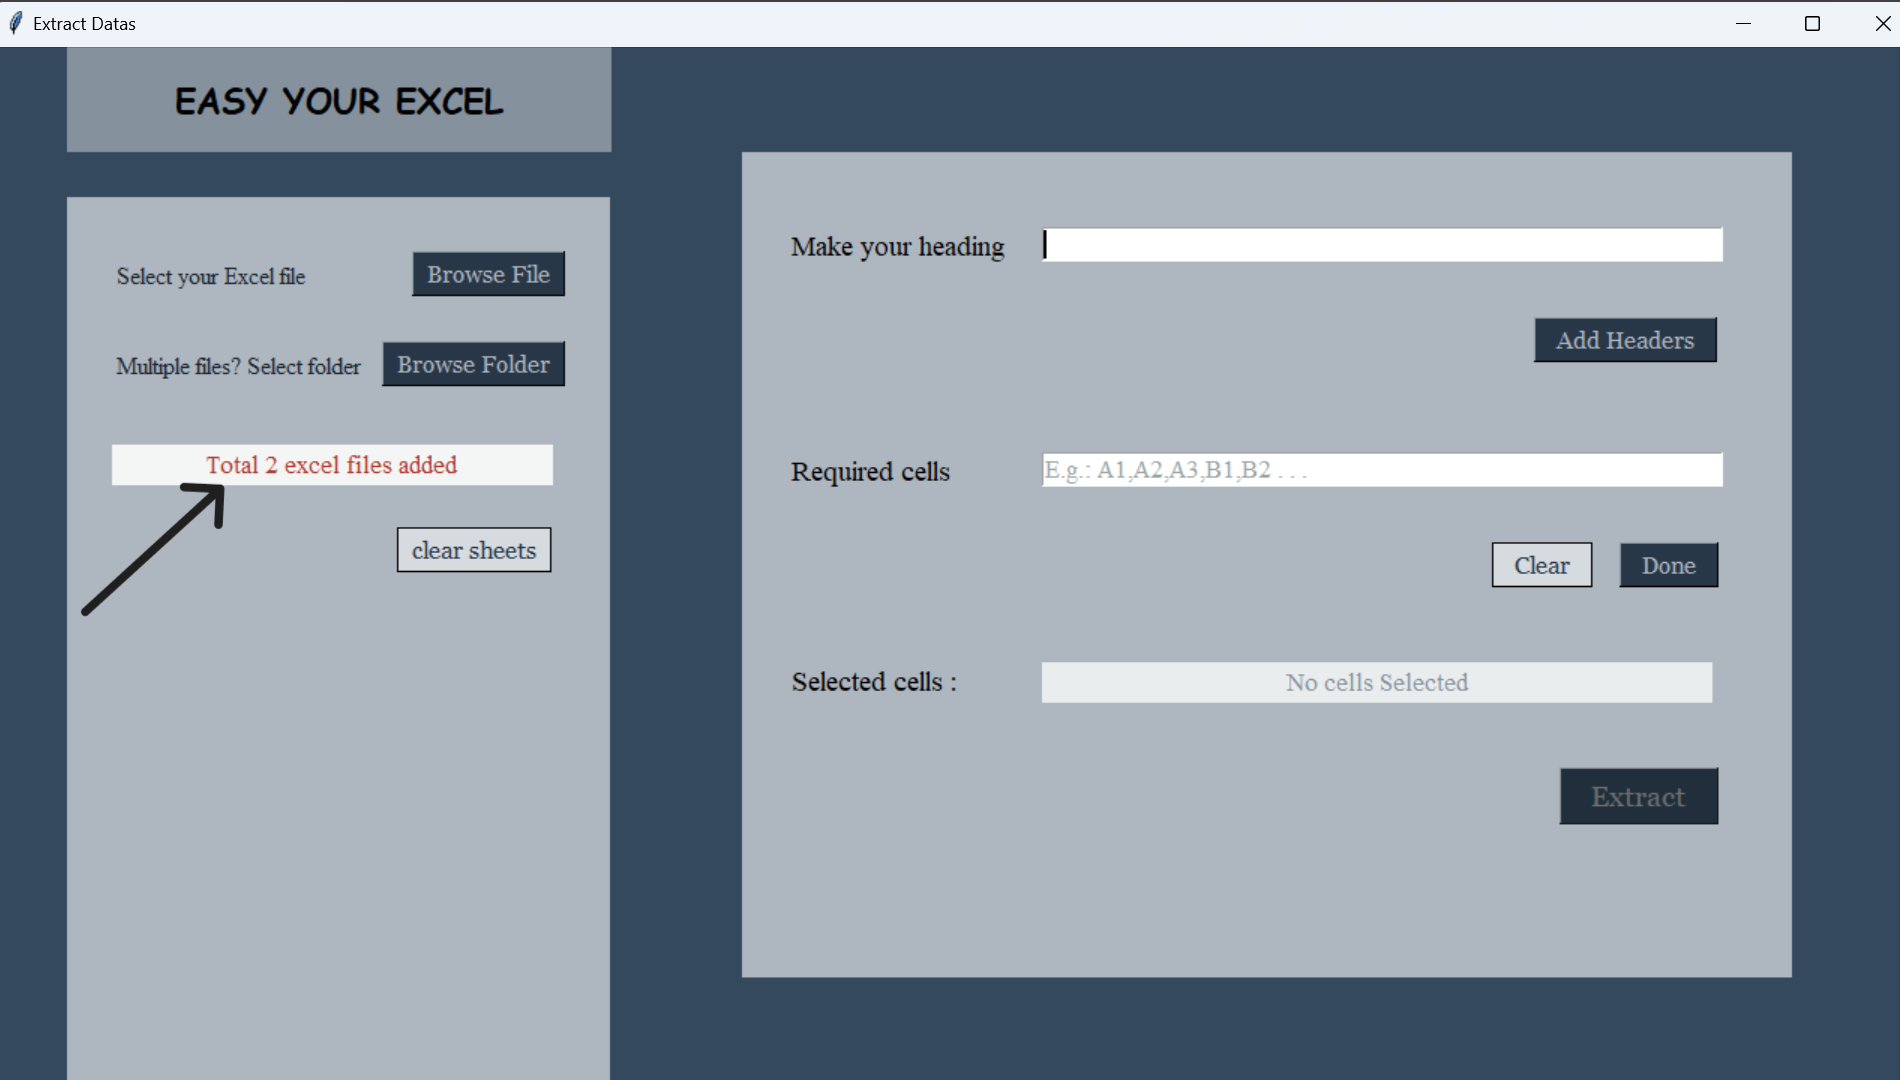 Extract Datas
EASY YOUR EXCEL
Select your Excel file
Browse File
Multiple files? Select folder
Browse Folder
Total 2 excel files added
clear sheets
Make your heading
Add Headers
Required cells
E.g.: A1,A2,A3,B1,B2 . . .
Clear
Done
Selected cells :
No cells Selected
Extract